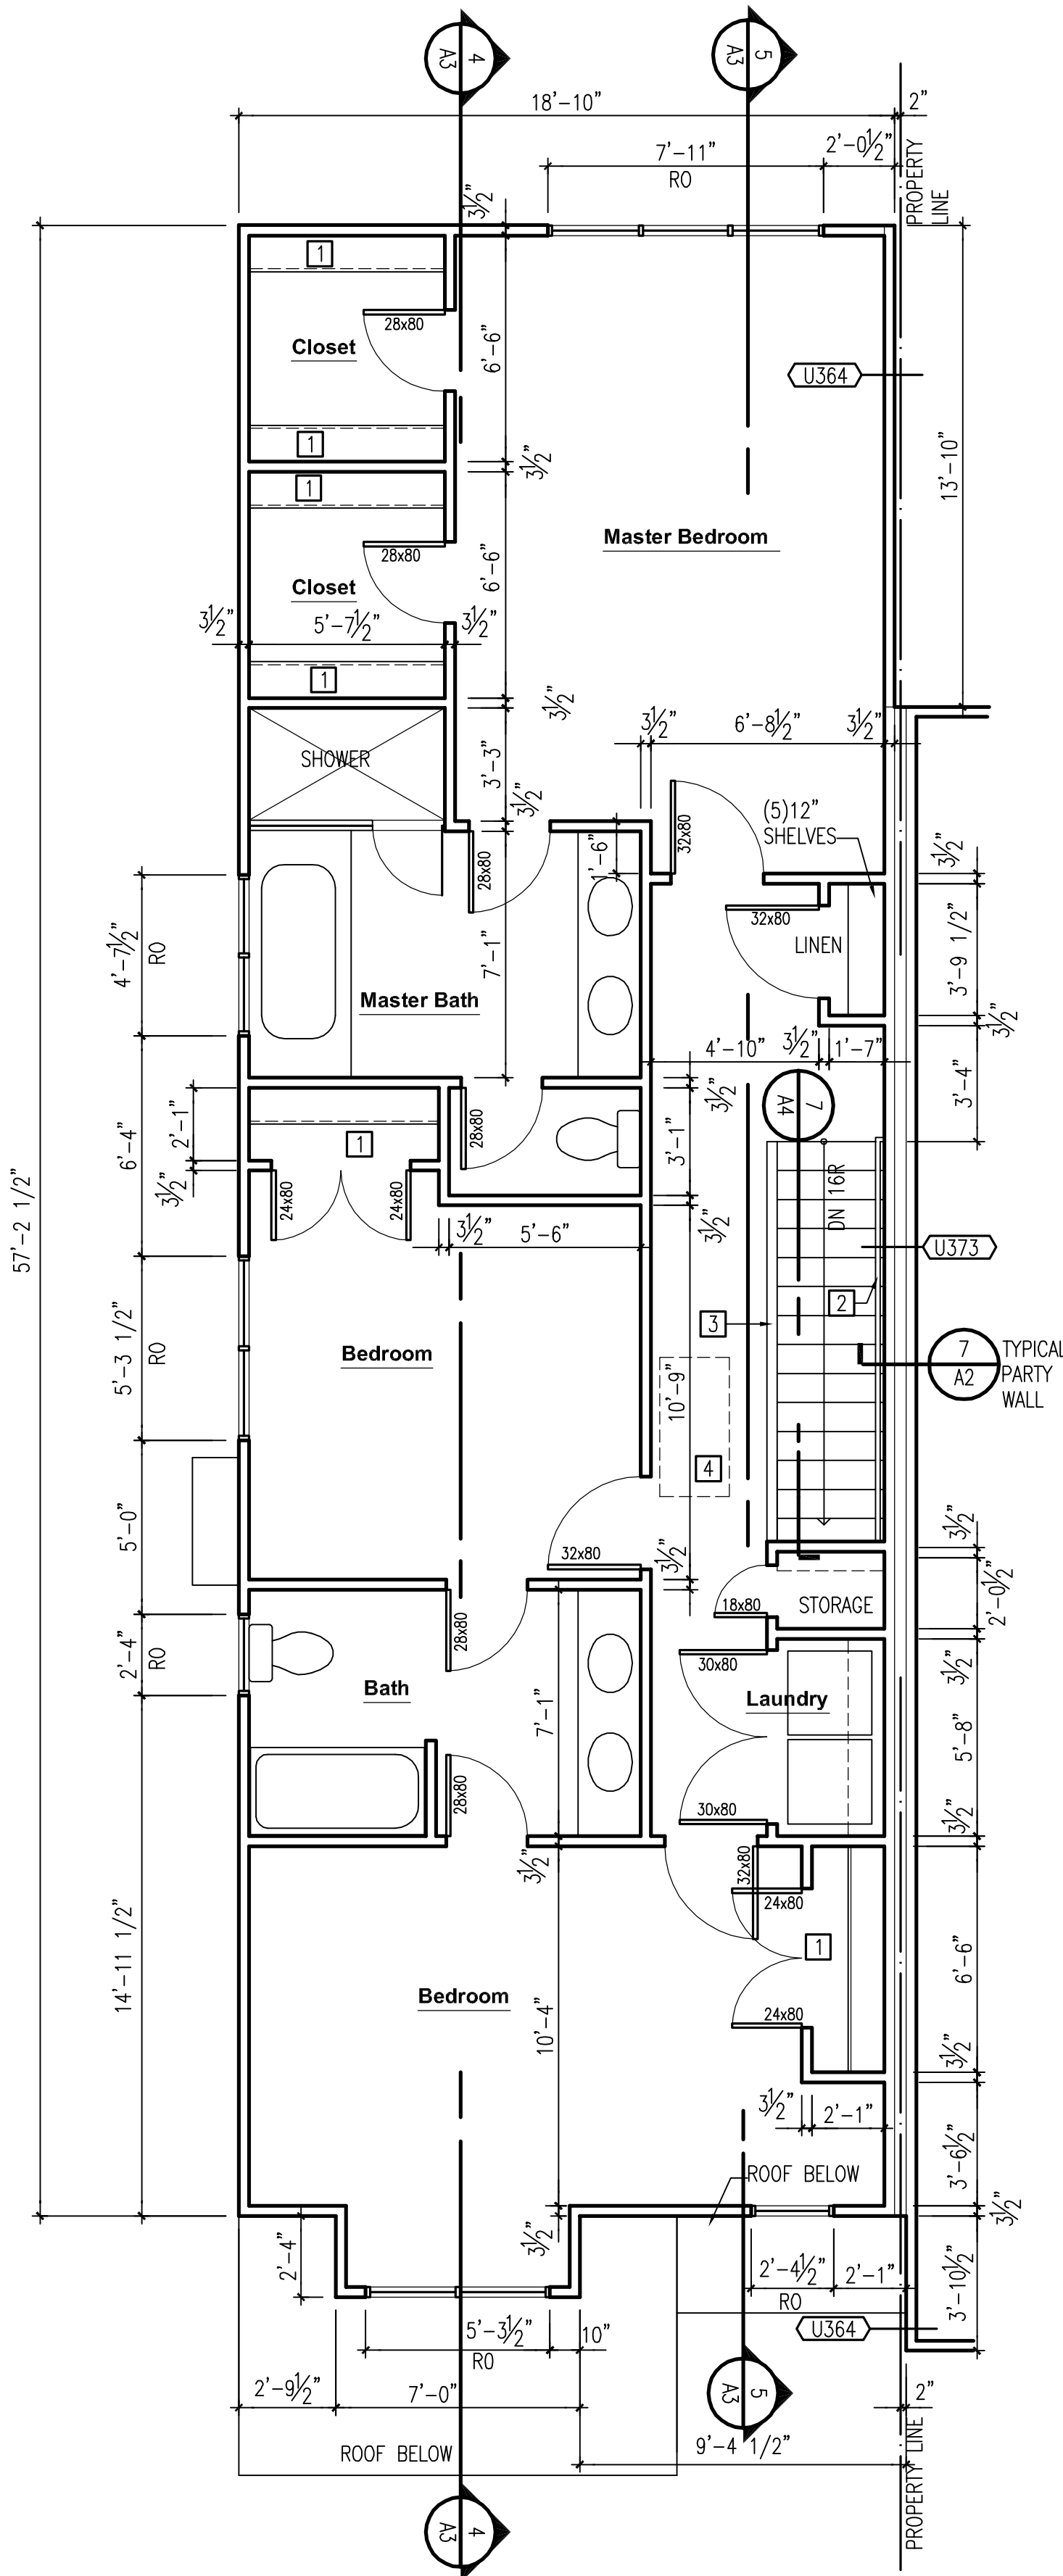 4
A3
5
A3
18'-10"
2"
7'-11"
RO
2'-0½"
PROPERTY
LINE
3½"
1
28x80
Closet
6'-6"
U364
13'-10"
1
3½"
1
Master Bedroom
28x80
Closet
6'-6"
3½"
5'-7½"
3½"
1
3½"
3½"
6'-8½"
3½"
SHOWER
3'-3"
3½"
(5)12"
SHELVES
32x80
1'-6"
28x80
3½"
4'-7½"
RO
32x80
LINEN
3'-9 1/2"
7'-1"
Master Bath
3½"
4'-10"
3½"
1'-7"
3½"
7
A4
3'-4"
2'-1"
6'-4"
1
28x80
3'-1"
3½"
24x80
24x80
DN 16R
57'-2 1/2"
3½"
5'-6"
3½"
U373
2
3
5'-3 1/2"
RO
Bedroom
7
A2
TYPICAL
PARTY
WALL
10'-9"
4
5'-0"
32x80
3½"
3½"
2'-0½"
18x80
STORAGE
28x80
2'-4"
RO
30x80
3½"
Bath
Laundry
7'-1"
5'-8"
28x80
30x80
3½"
3½"
32x80
24x80
14'-11 1/2"
1
6'-6"
Bedroom
10'-4"
24x80
3½"
3½"
2'-1"
3'-6½"
ROOF BELOW
3½"
3½"
2'-4"
2'-4½"
RO
2'-1"
3'-10½"
5'-3½"
RO
10"
U364
2'-9½"
7'-0"
5
A3
2"
9'-4 1/2"
ROOF BELOW
PROPERTY LINE
4
A3